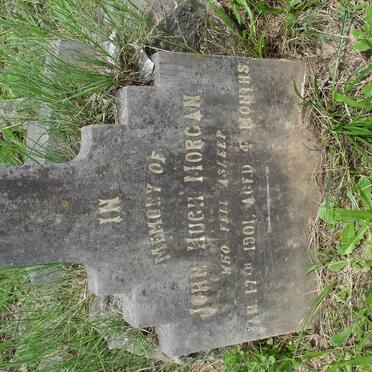 IN
MEMORY OF
JOHN HUGH MORGAN
WHO FELL ASLEEP
JAN 17TH 1901 AGED 4 MONTHS